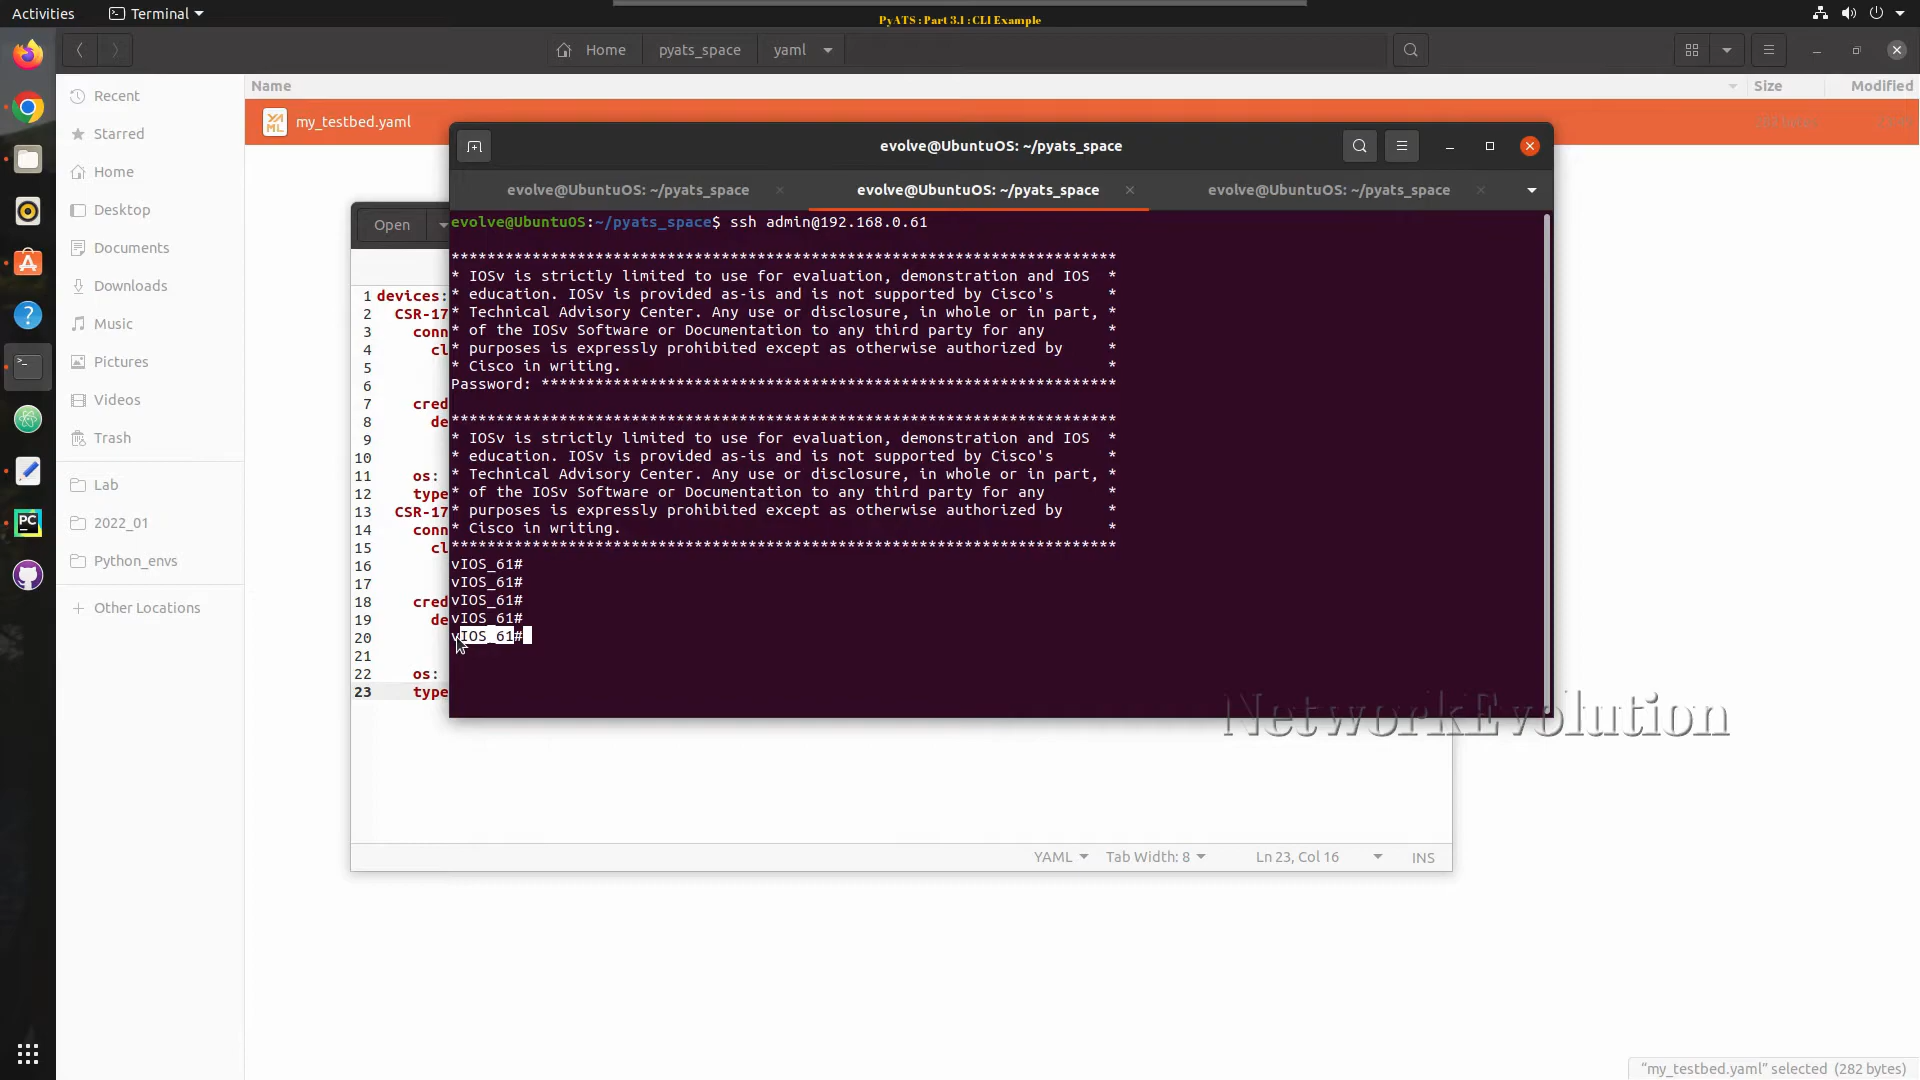 Activities
Terminal
PyATS : Part 3.1 : CLI Example
Home
pyats_space
yaml
Name
Size
Modified
Recent
Starred
Home
Desktop
Documents
Downloads
Music
Pictures
Videos
Trash
Lab
2022_01
Python_envs
Other Locations
my_testbed.yaml
Open
1 devices:
2 CSR-17
3 conn
4 cl
5
6
7 cred
8 de
9
10
11 os:
12 type
13 CSR-17
14 conn
15 cl
16
17
18 cred
19 de
20
21
22 os:
23 type
evolve@UbuntuOS: ~/pyats_space
evolve@UbuntuOS: ~/pyats_space
evolve@UbuntuOS: ~/pyats_space
evolve@UbuntuOS: ~/pyats_space
evolve@UbuntuOS:~/pyats_space$ ssh admin@192.168.0.61
**************************************************************************
* IOSv is strictly limited to use for evaluation, demonstration and IOS *
* education. IOSv is provided as-is and is not supported by Cisco's *
* Technical Advisory Center. Any use or disclosure, in whole or in part, *
* of the IOSv Software or Documentation to any third party for any *
* purposes is expressly prohibited except as otherwise authorized by *
* Cisco in writing. *
Password: ****************************************************************
**************************************************************************
* IOSv is strictly limited to use for evaluation, demonstration and IOS *
* education. IOSv is provided as-is and is not supported by Cisco's *
* Technical Advisory Center. Any use or disclosure, in whole or in part, *
* of the IOSv Software or Documentation to any third party for any *
* purposes is expressly prohibited except as otherwise authorized by *
* Cisco in writing. *
**************************************************************************
vIOS_61#
vIOS_61#
vIOS_61#
vIOS_61#
vIOS_61#
NetworkEvolution
YAML
Tab Width: 8
Ln 23, Col 16
INS
"my_testbed.yaml" selected (282 bytes)